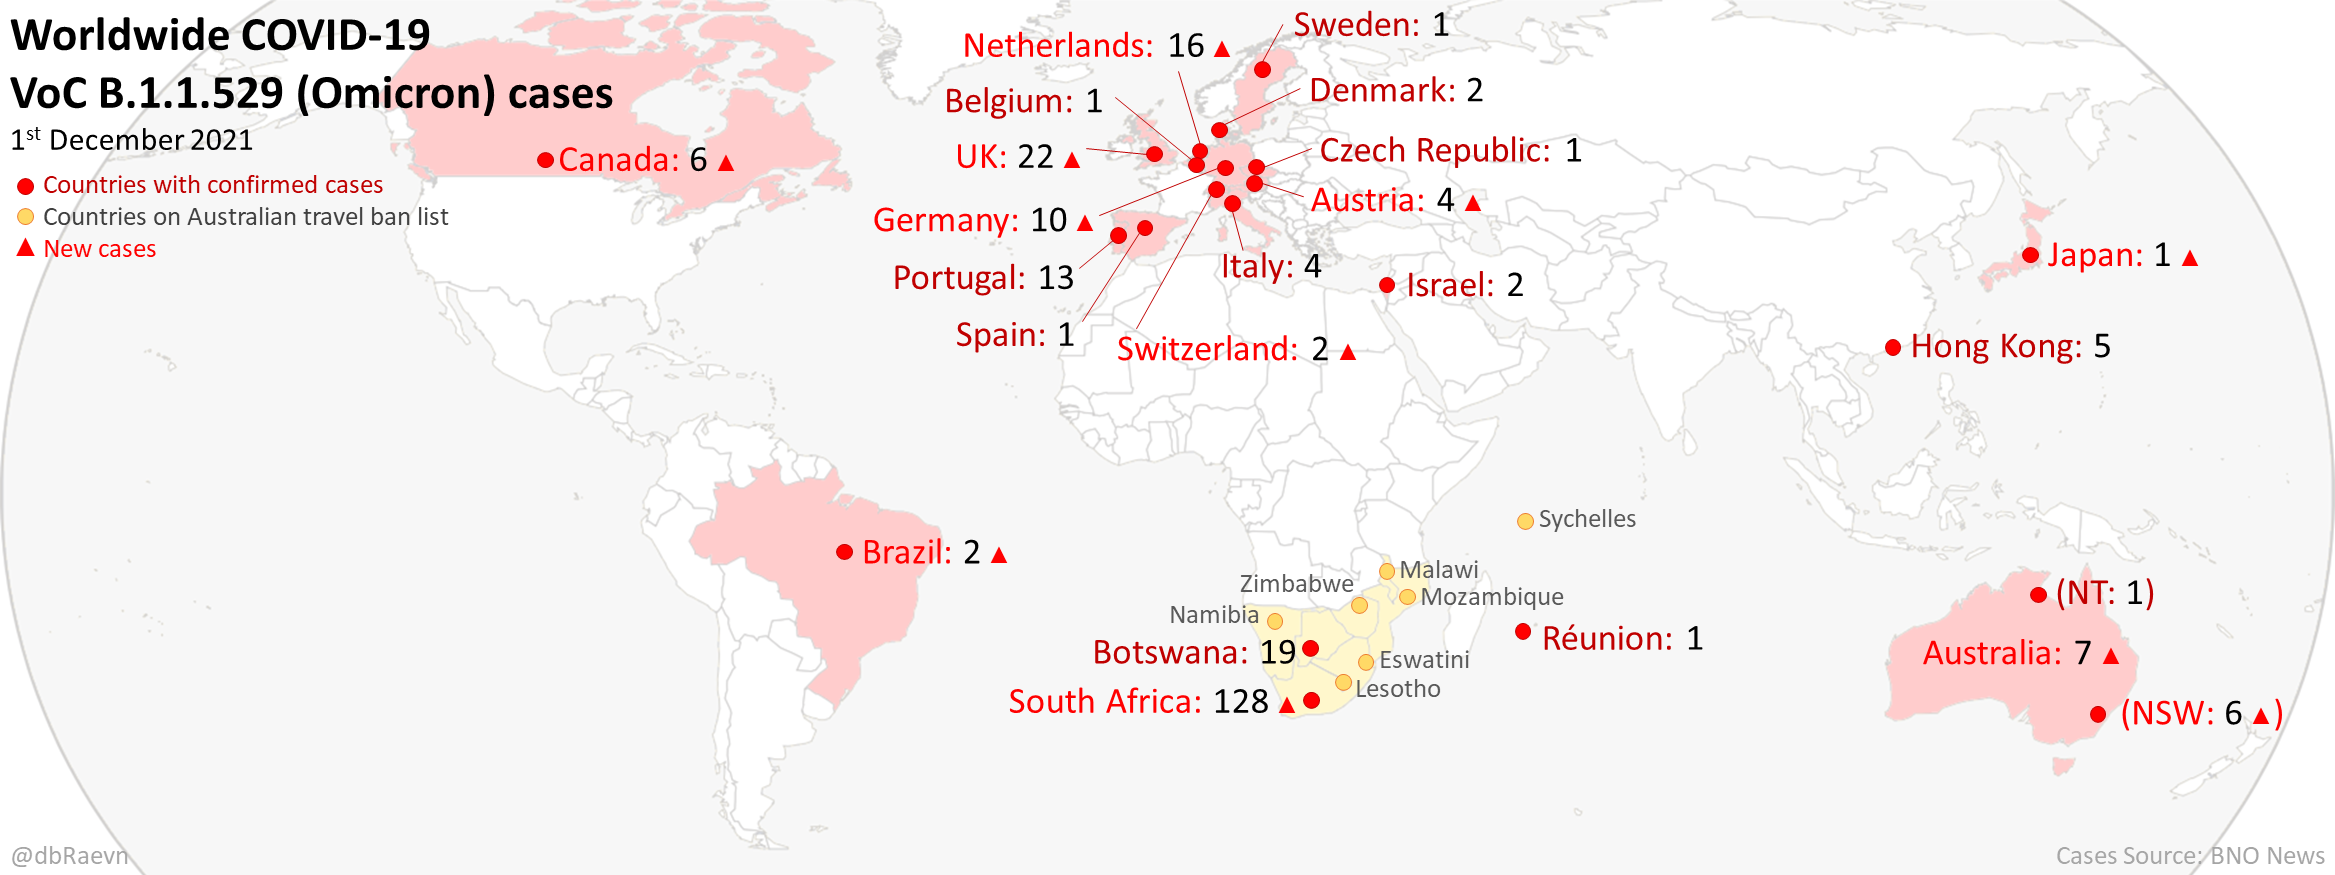 Worldwide COVID-19
VoC B.1.1.529 (Omicron) cases
1st December 2021
Countries with confirmed cases
Countries on Australian travel ban list
▲ New cases
Canada: 6 ▲
Brazil: 2 ▲
Sweden: 1
Netherlands: 16 ▲
Denmark: 2
Belgium: 1
Czech Republic: 1
UK: 22 ▲
Austria: 4 ▲
Germany: 10 ▲
Italy: 4
Portugal: 13
Israel: 2
Spain: 1
Switzerland: 2 ▲
Japan: 1 ▲
Hong Kong: 5
Sychelles
Malawi
Zimbabwe
Mozambique
Namibia
Réunion: 1
Botswana: 19
Eswatini
Lesotho
South Africa: 128 ▲
(NT: 1)
Australia: 7 ▲
(NSW: 6 ▲)
@dbRaevn
Cases Source: BNO News